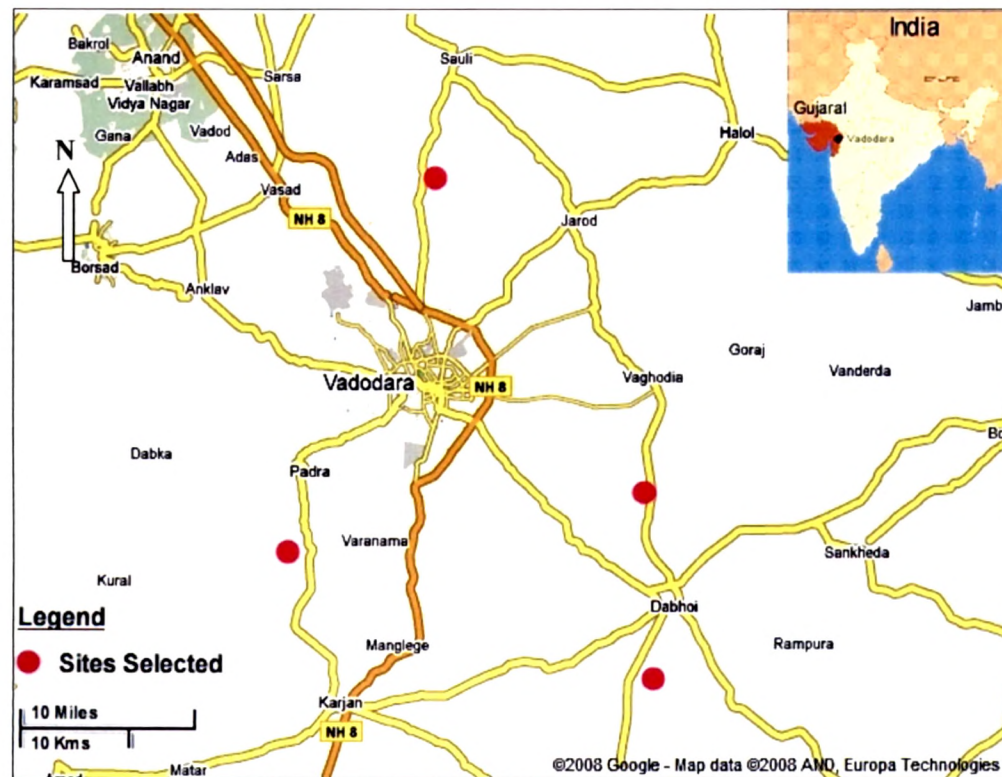 India
Gujarat
Vadodara
Bakrol
Anand
Sauli
Karamsad
Vallabh
Vidya Nagar
Sarsa
Gana
Vadod
Halol
N
Adas
Vasad
NH 8
Jarod
Borsad
Anklav
Jamb
Goraj
Vadodara
NH 8
Vaghodia
Vanderda
Dabka
Padra
Varanama
Sankheda
Kural
Dabhoi
Legend
Manglege
Rampura
Sites Selected
Karjan
10 Miles
NH 8
10 Kms
Matar
©2008 Google - Map data ©2008 AND, Europa Technologies